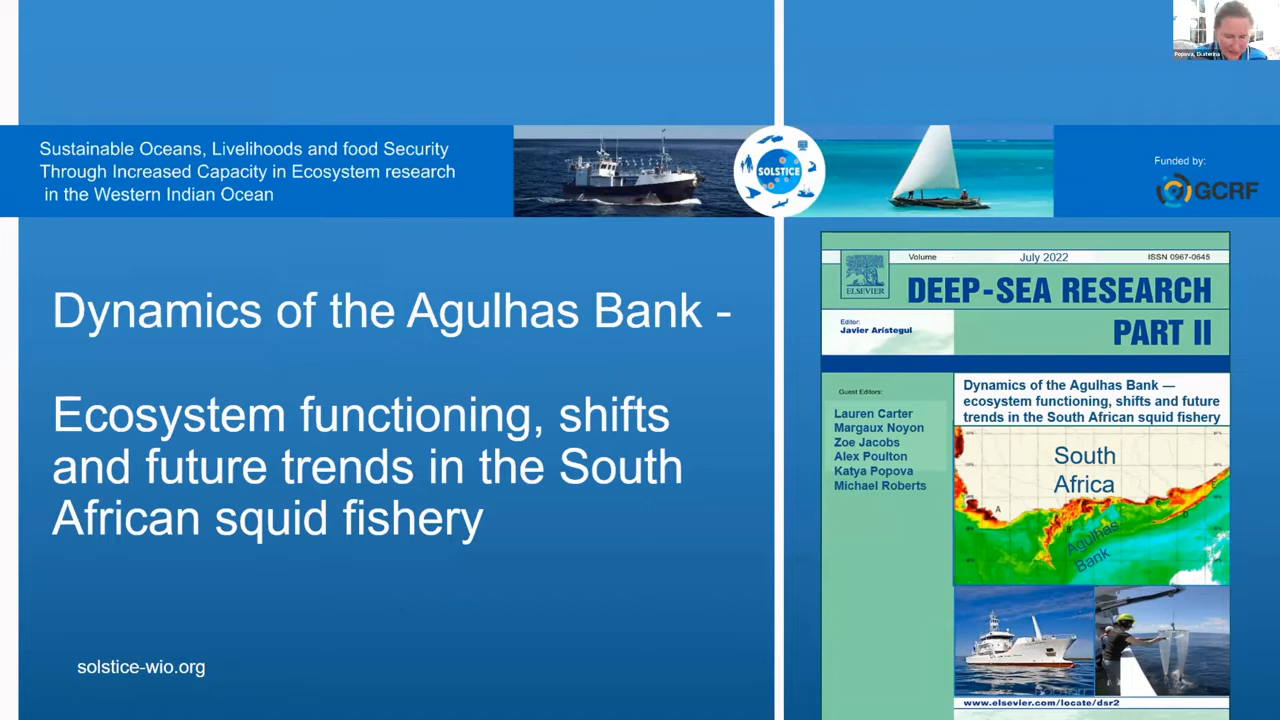 Popova, Ekaterina
Sustainable Oceans, Livelihoods and food Security
Through Increased Capacity in Ecosystem research
in the Western Indian Ocean
SOLSTICE
Funded by:
GCRF
Dynamics of the Agulhas Bank -
Ecosystem functioning, shifts
and future trends in the South
African squid fishery
solstice-wio.org
Volume
July 2022
ISSN 0967-0645
ELSEVIER
DEEP-SEA RESEARCH
PART II
Editor:
Javier Arístegui
Guest Editors:
Lauren Carter
Margaux Noyon
Zoe Jacobs
Alex Poulton
Katya Popova
Michael Roberts
Dynamics of the Agulhas Bank —
ecosystem functioning, shifts and future
trends in the South African squid fishery
South
Africa
A
B
Agulhas
Bank
www.elsevier.com/locate/dsr2